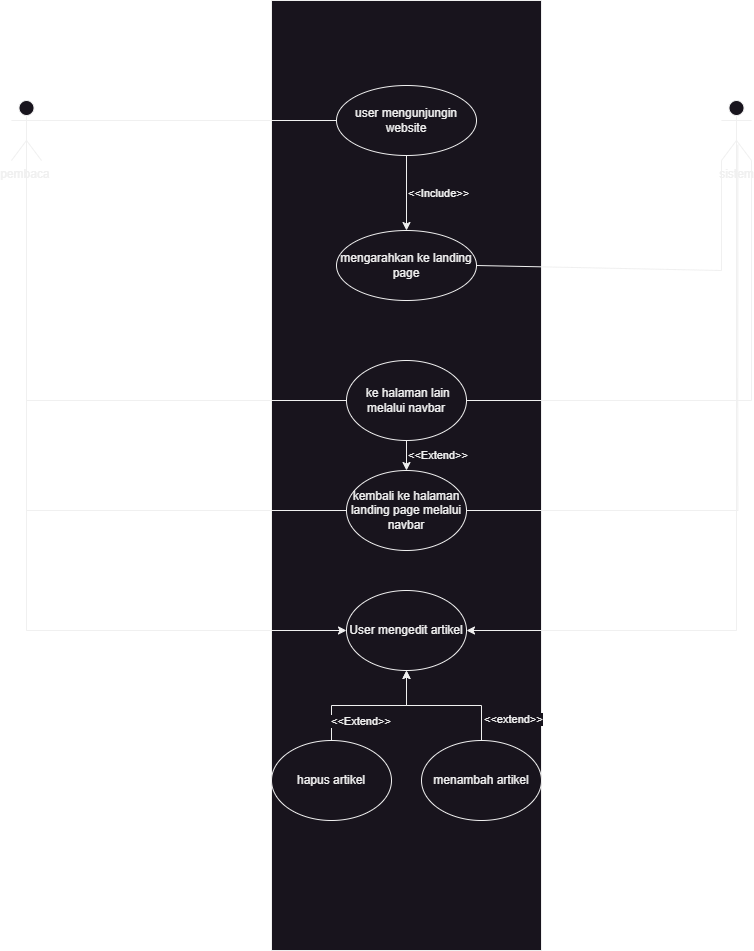 user mengunjungin
website
pembaca
sistem
<<Include>>
mengarahkan ke landing
page
ke halaman lain
melalui navbar
<<Extend>>
kembali ke halaman
landing page melalui
navbar
User mengedit artikel
<<Extend>>
<<extend>>
hapus artikel
menambah artikel